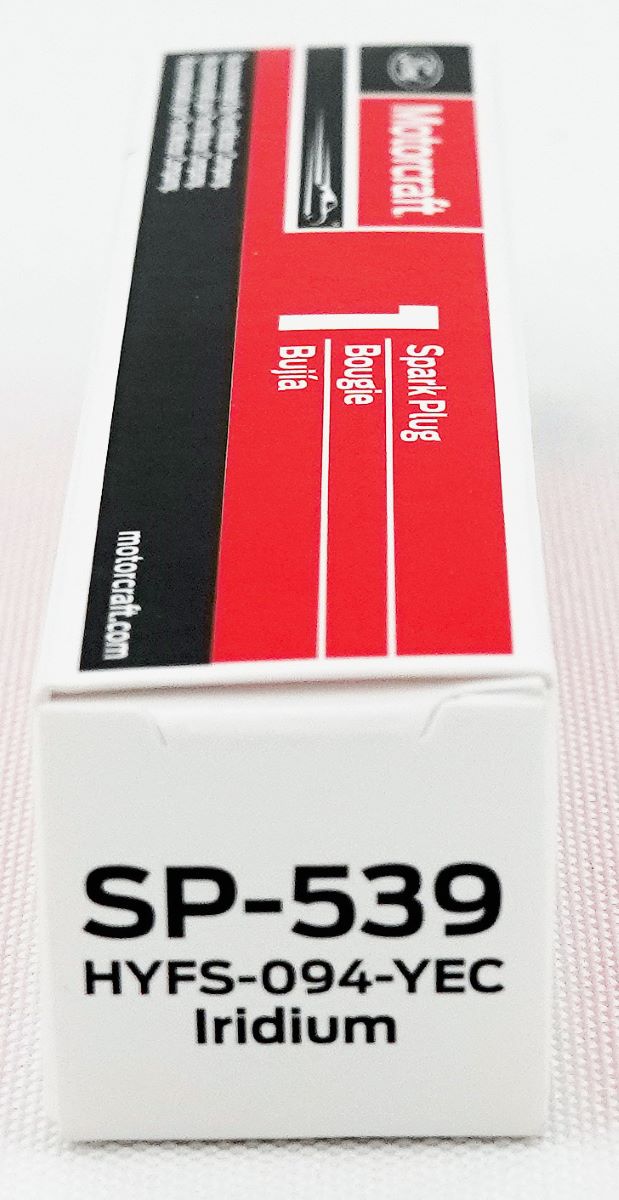 Motorcraft
1
Spark Plug
Bougie
Bujía
motorcraft.com
SP-539
HYFS-094-YEC
Iridium